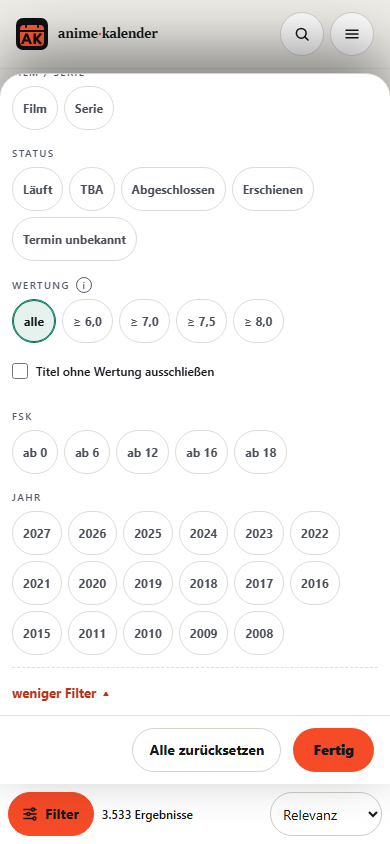 AK
anime·kalender
FILM / SERIE
Film Serie
STATUS
Läuft TBA Abgeschlossen Erschienen
Termin unbekannt
WERTUNG i
alle ≥ 6,0 ≥ 7,0 ≥ 7,5 ≥ 8,0
Titel ohne Wertung ausschließen
FSK
ab 0 ab 6 ab 12 ab 16 ab 18
JAHR
2027 2026 2025 2024 2023 2022
2021 2020 2019 2018 2017 2016
2015 2011 2010 2009 2008
weniger Filter ▲
Alle zurücksetzen Fertig
Filter 3.533 Ergebnisse Relevanz